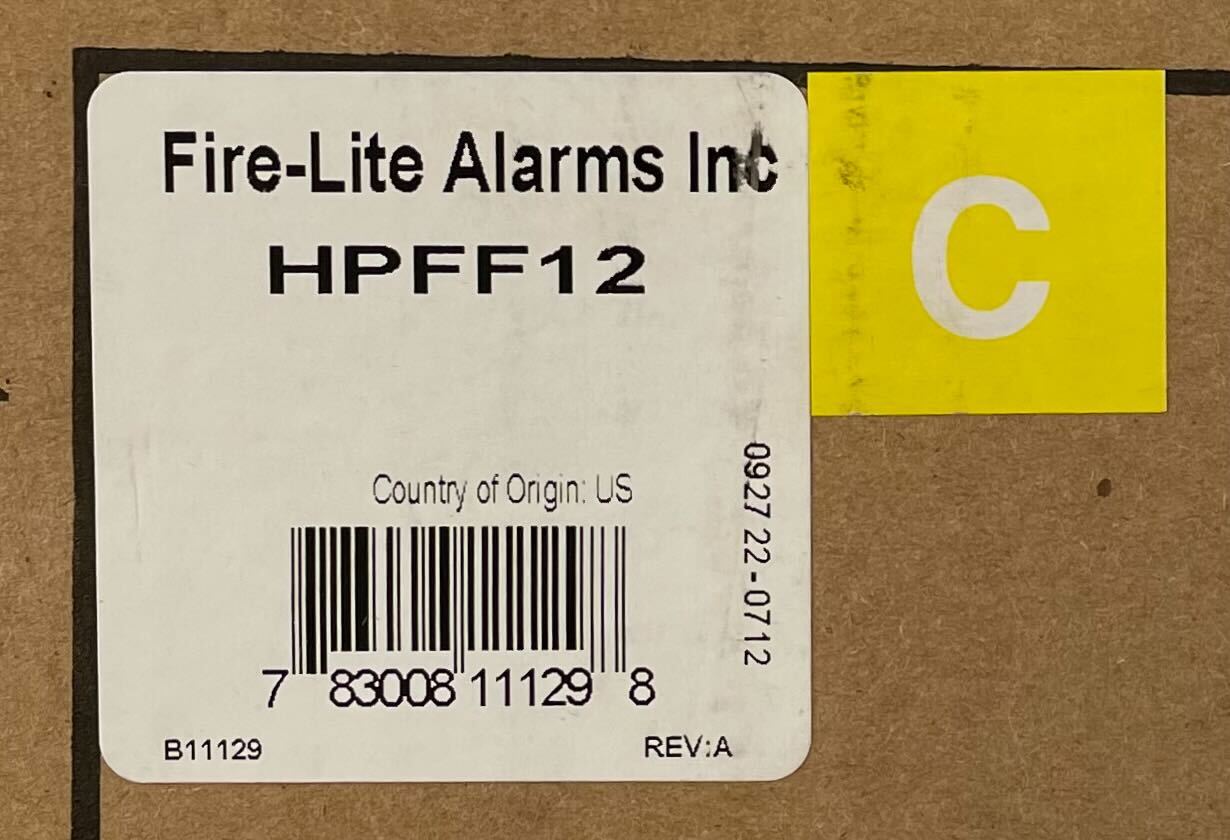 Fire-Lite Alarms Inc
HPFF12
C
Country of Origin: US
0927 22-0712
7 83008 11129 8
B11129
REV:A